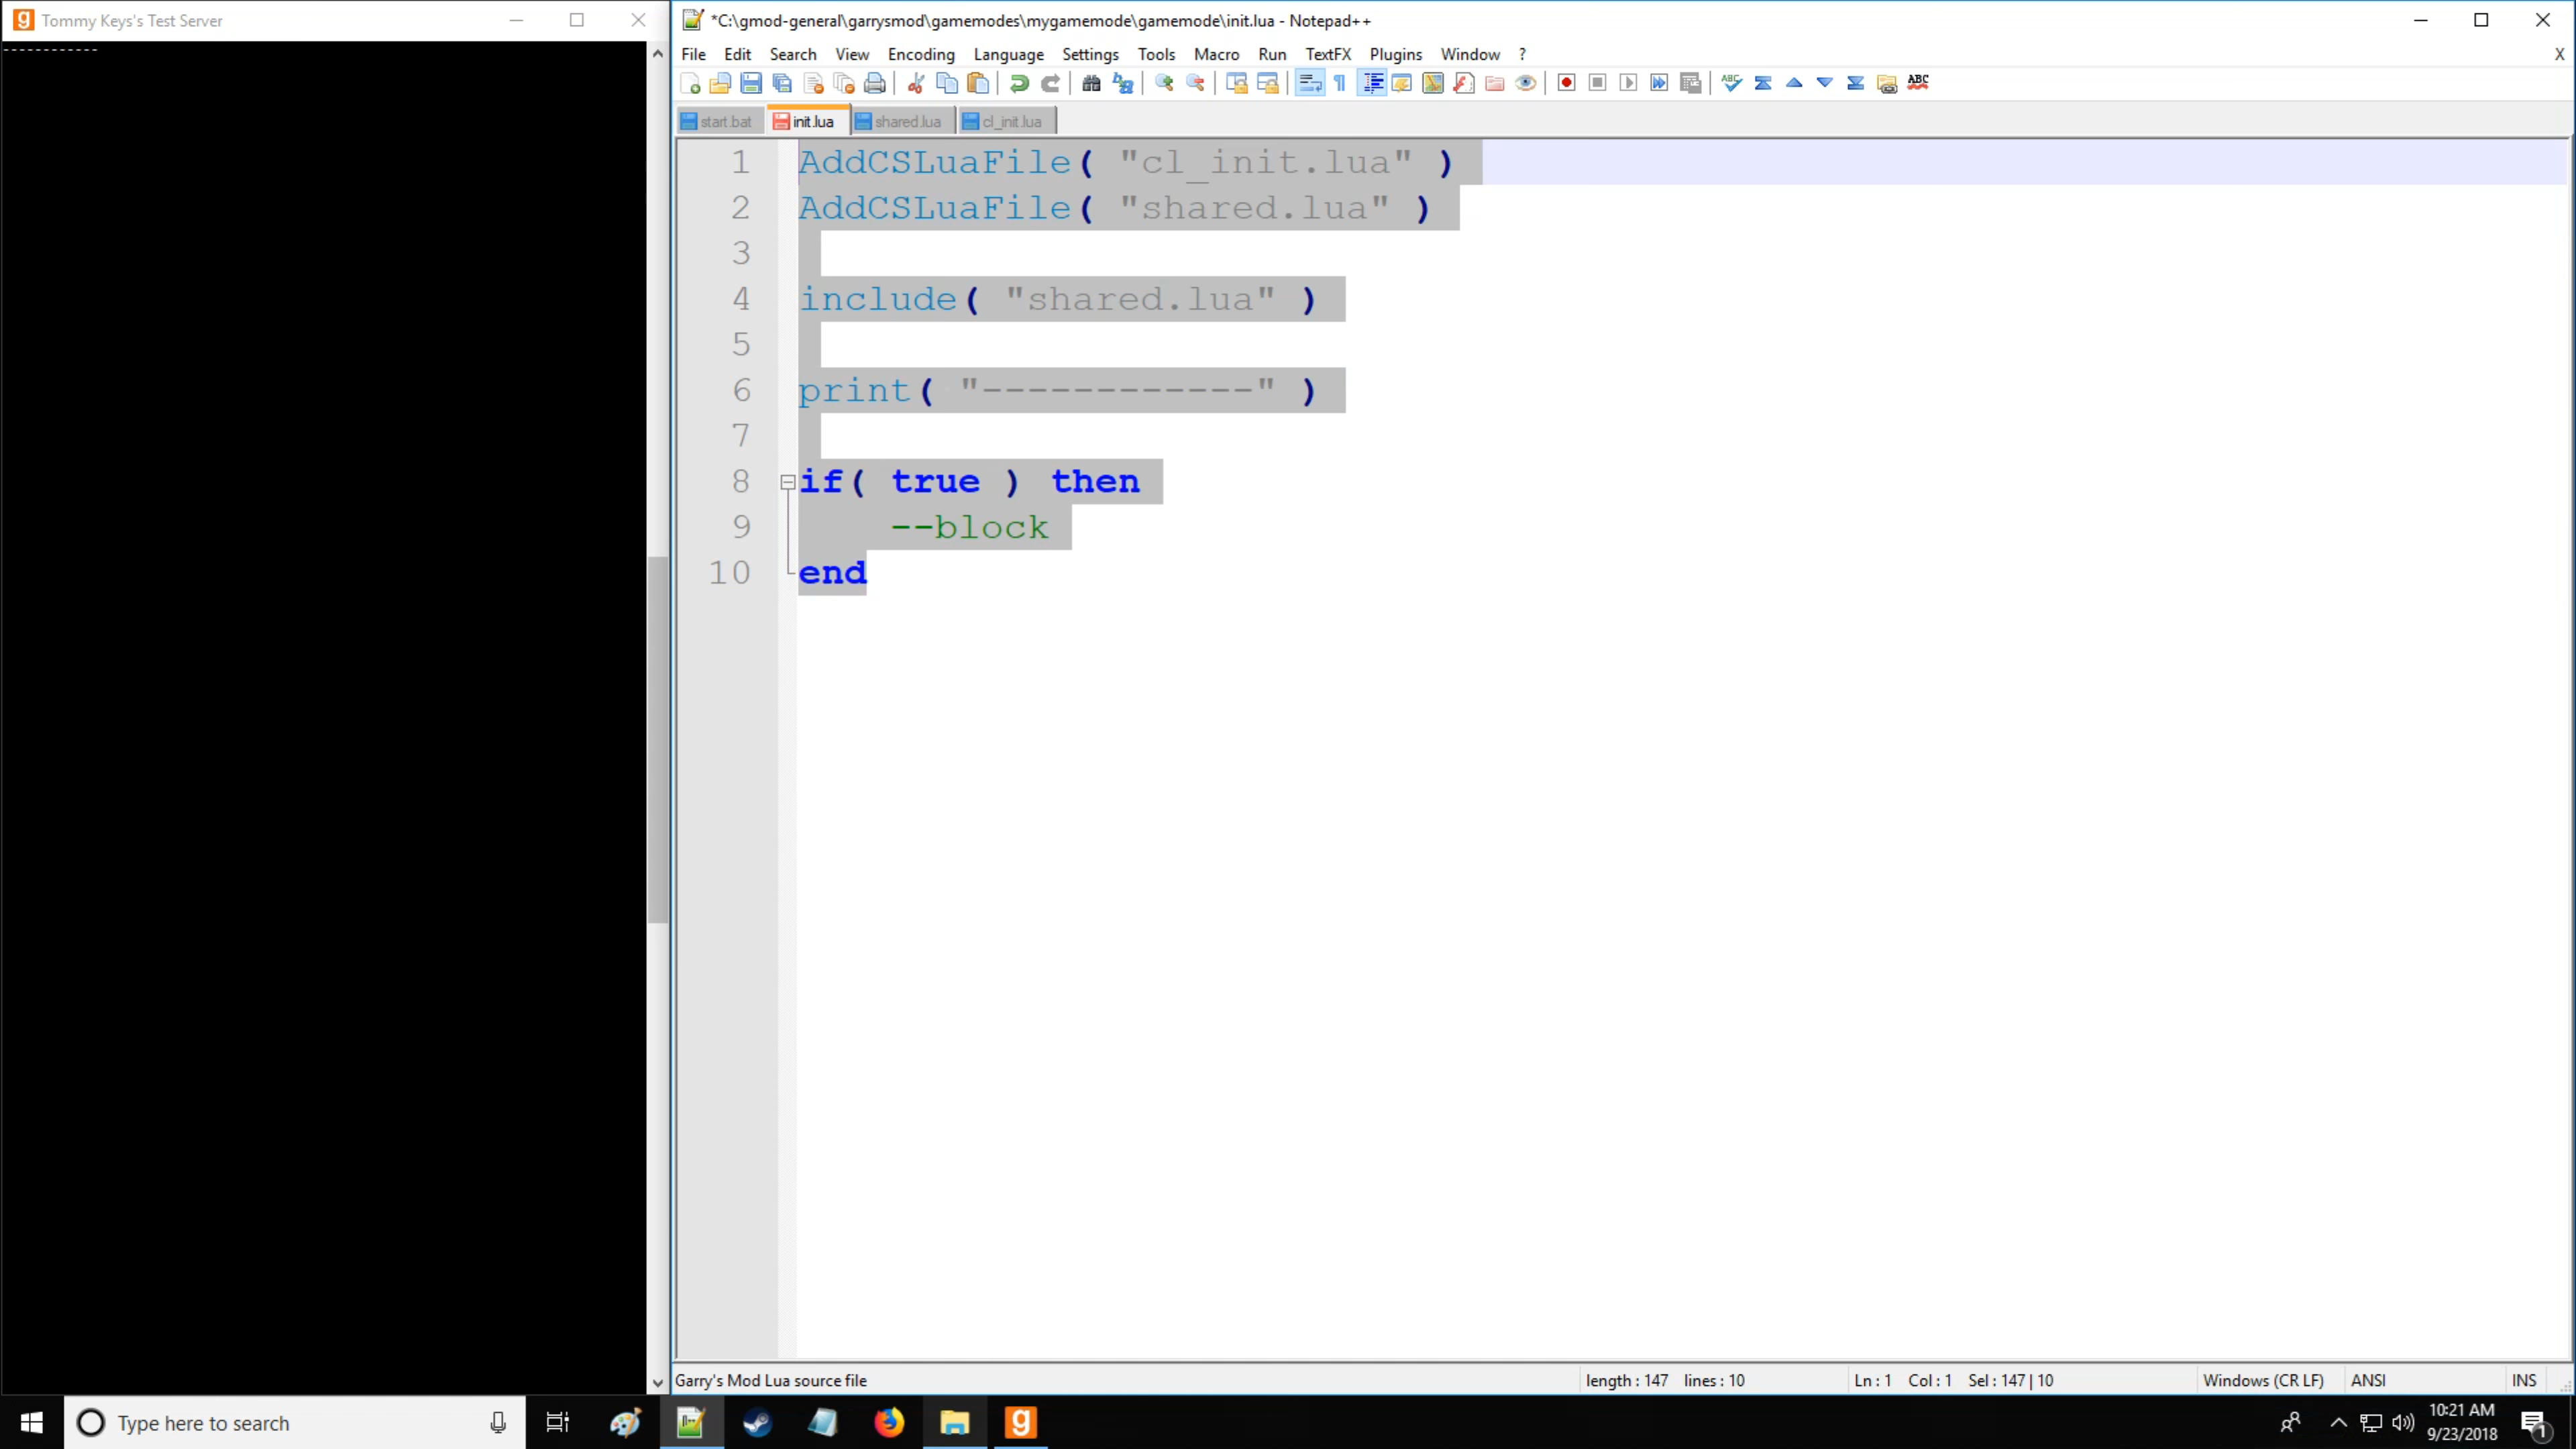 Tommy Keys's Test Server
------------
*C:\gmod-general\garrysmod\gamemodes\mygamemode\gamemode\init.lua - Notepad++
File Edit Search View Encoding Language Settings Tools Macro Run TextFX Plugins Window ? X
start.bat init.lua shared.lua cl_init.lua
1 AddCSLuaFile( "cl_init.lua" )
2 AddCSLuaFile( "shared.lua" )
3
4 include( "shared.lua" )
5
6 print( "------------" )
7
8 if( true ) then
9 --block
10 end
Garry's Mod Lua source file length : 147 lines : 10 Ln : 1 Col : 1 Sel : 147 | 10 Windows (CR LF) ANSI INS
Type here to search
10:21 AM
9/23/2018
1